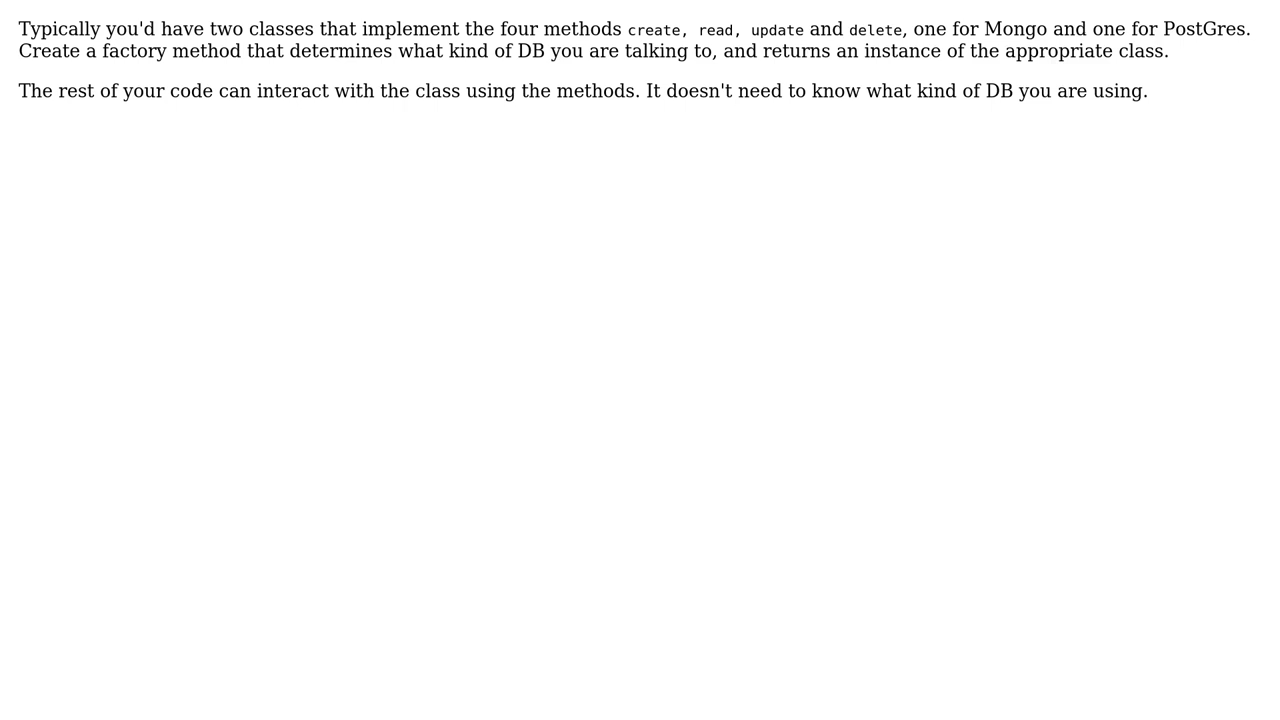 Typically you'd have two classes that implement the four methods create, read, update and delete, one for Mongo and one for PostGres.
Create a factory method that determines what kind of DB you are talking to, and returns an instance of the appropriate class.
The rest of your code can interact with the class using the methods. It doesn't need to know what kind of DB you are using.